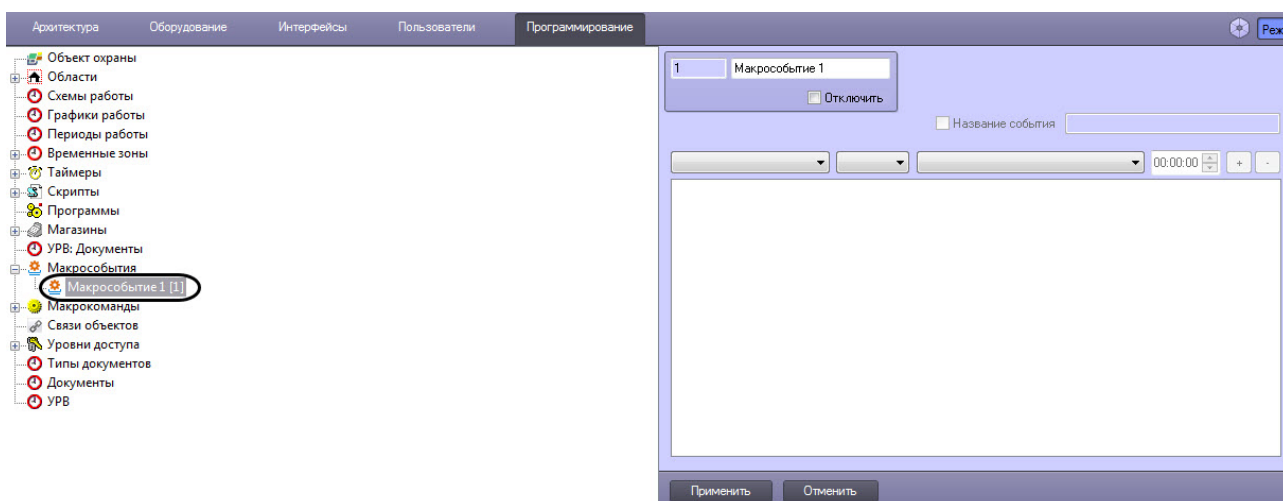 Архитектура Оборудование Интерфейсы Пользователи Программирование Реж
Объект охраны
Области
Схемы работы
Графики работы
Периоды работы
Временные зоны
Таймеры
Скрипты
Программы
Магазины
УРВ: Документы
Макрособытия
Макрособытие 1 [1]
Макрокоманды
Связи объектов
Уровни доступа
Типы документов
Документы
УРВ
1 Макрособытие 1
Отключить
Название события
00:00:00 + -
Применить Отменить